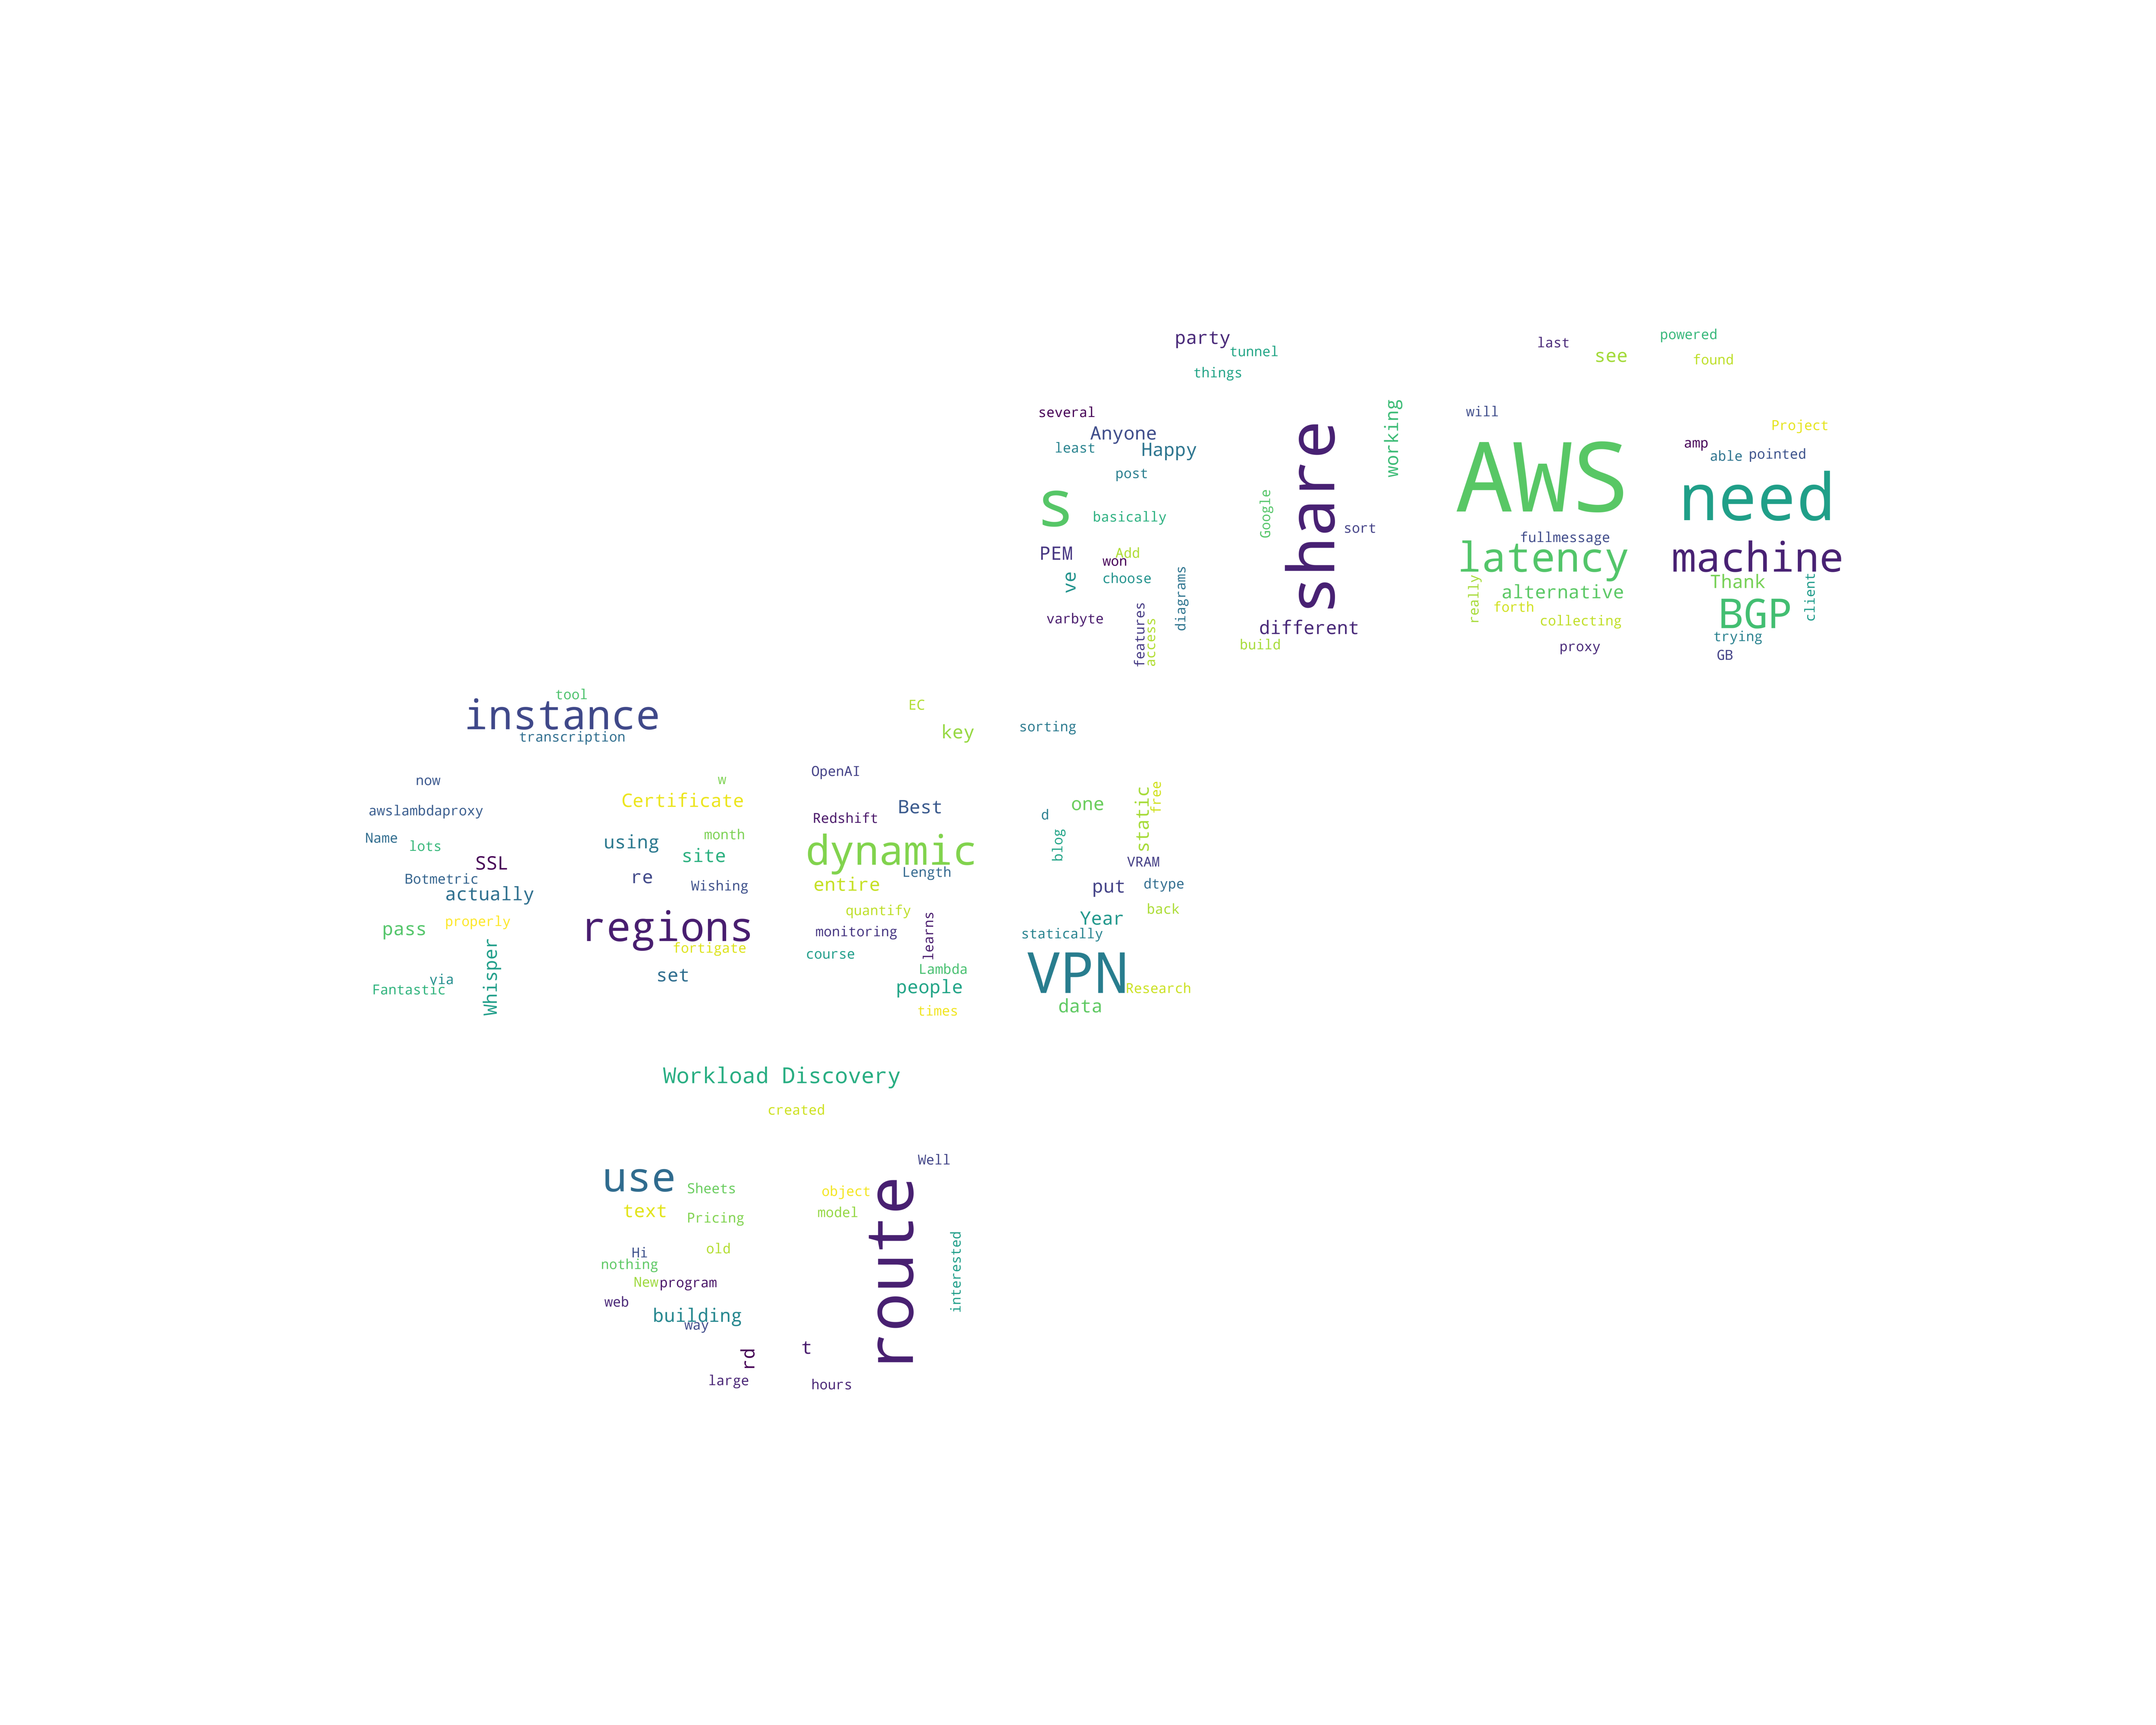 party
tunnel
things
last
see
powered
found
several
Anyone
least
Happy
post
s
basically
PEM
Add
won
ve
choose
varbyte
features
access
diagrams
Google
share
sort
working
different
build
will
AWS
fullmessage
latency
really
alternative
forth
collecting
proxy
Project
amp
able
pointed
need
machine
Thank
client
BGP
trying
GB
tool
instance
transcription
EC
key
sorting
now
awslambdaproxy
Name
lots
SSL
Botmetric
actually
pass
properly
Whisper
via
Fantastic
w
Certificate
using
month
site
re
Wishing
regions
fortigate
set
OpenAI
Redshift
Best
dynamic
Length
entire
quantify
monitoring
learns
course
Lambda
people
times
d
one
static
free
blog
VRAM
put
dtype
Year
back
statically
VPN
Research
data
Workload Discovery
created
use
Sheets
text
Pricing
Hi
old
nothing
New
program
web
building
way
rd
large
Well
object
model
route
interested
t
hours